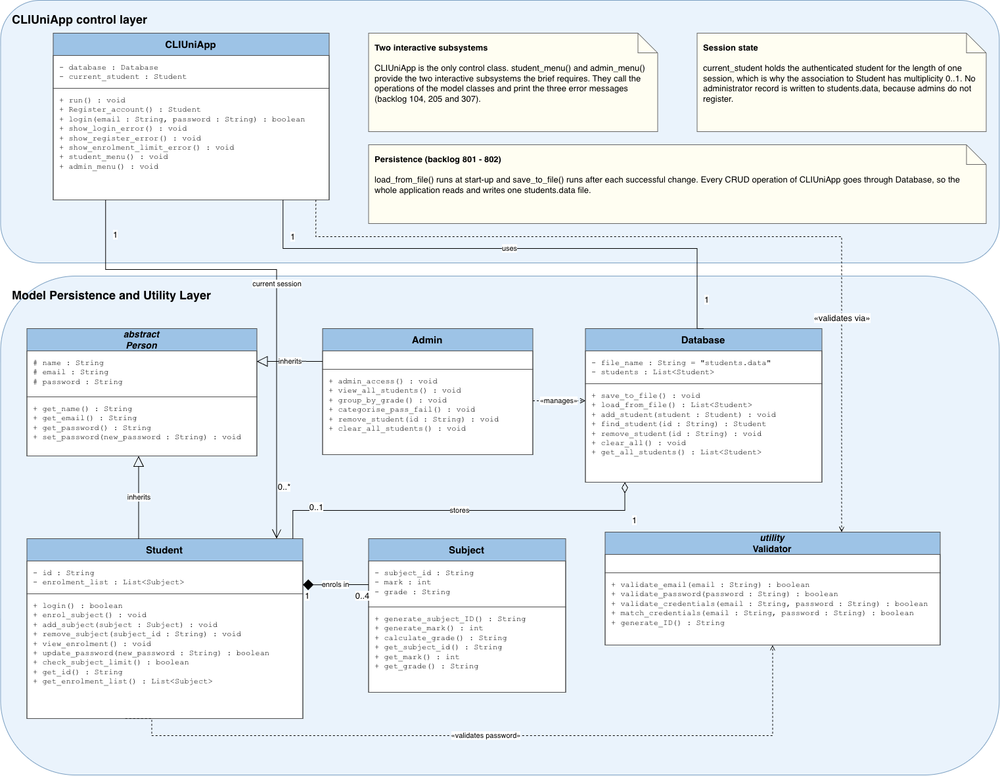 CLIUniApp control layer
CLIUniApp
- database : Database
- current_student : Student
+ run() : void
+ Register_account() : Student
+ login(email : String, password : String) : boolean
+ show_login_error() : void
+ show_register_error() : void
+ show_enrolment_limit_error() : void
+ student_menu() : void
+ admin_menu() : void
Two interactive subsystems
CLIUniApp is the only control class. student_menu() and admin_menu()
provide the two interactive subsystems the brief requires. They call the
operations of the model classes and print the three error messages
(backlog 104, 205 and 307).
Session state
current_student holds the authenticated student for the length of one
session, which is why the association to Student has multiplicity 0..1. No
administrator record is written to students.data, because admins do not
register.
Persistence (backlog 801 - 802)
load_from_file() runs at start-up and save_to_file() runs after each successful change. Every CRUD operation of CLIUniApp goes through Database, so the
whole application reads and writes one students.data file.
1
1
uses
current session
Model Persistence and Utility Layer
1
«validates via»
abstract
Person
# name : String
# email : String
# password : String
+ get_name() : String
+ get_email() : String
+ get_password() : String
+ set_password(new_password : String) : void
inherits
Admin
+ admin_access() : void
+ view_all_students() : void
+ group_by_grade() : void
+ categorise_pass_fail() : void
+ remove_student(id : String) : void
+ clear_all_students() : void
«manages»
Database
- file_name : String = "students.data"
- students : List<Student>
+ save_to_file() : void
+ load_from_file() : List<Student>
+ add_student(student : Student) : void
+ find_student(id : String) : Student
+ remove_student(id : String) : void
+ clear_all() : void
+ get_all_students() : List<Student>
inherits
0..*
0..1
stores
1
Student
- id : String
- enrolment_list : List<Subject>
+ login() : boolean
+ enrol_subject() : void
+ add_subject(subject : Subject) : void
+ remove_subject(subject_id : String) : void
+ view_enrolment() : void
+ update_password(new_password : String) : boolean
+ check_subject_limit() : boolean
+ get_id() : String
+ get_enrolment_list() : List<Subject>
enrols in
1
0..4
Subject
- subject_id : String
- mark : int
- grade : String
+ generate_subject_ID() : String
+ generate_mark() : int
+ calculate_grade() : String
+ get_subject_id() : String
+ get_mark() : int
+ get_grade() : String
utility
Validator
+ validate_email(email : String) : boolean
+ validate_password(password : String) : boolean
+ validate_credentials(email : String, password : String) : boolean
+ match_credentials(email : String, password : String) : boolean
+ generate_ID() : String
«validates password»